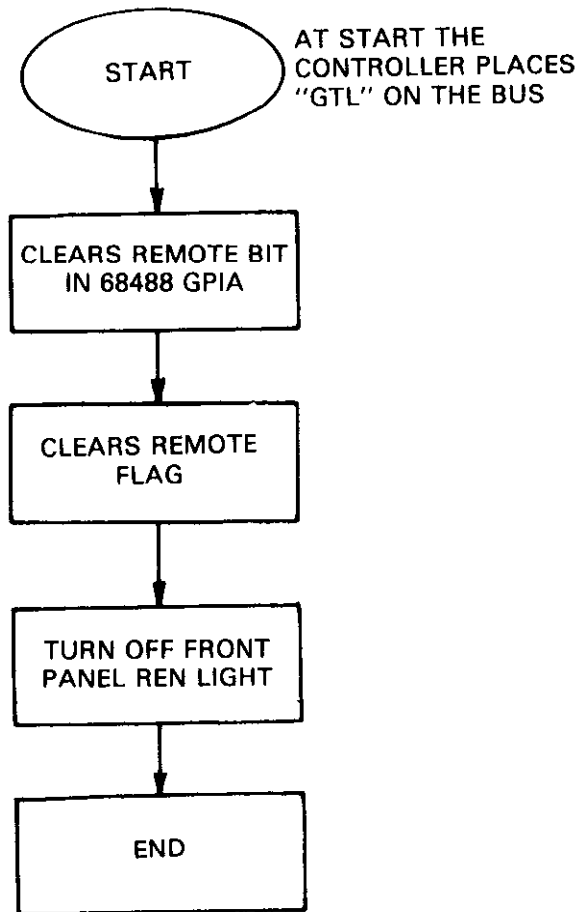 START
AT START THE
CONTROLLER PLACES
"GTL" ON THE BUS
CLEARS REMOTE BIT
IN 68488 GPIA
CLEARS REMOTE
FLAG
TURN OFF FRONT
PANEL REN LIGHT
END